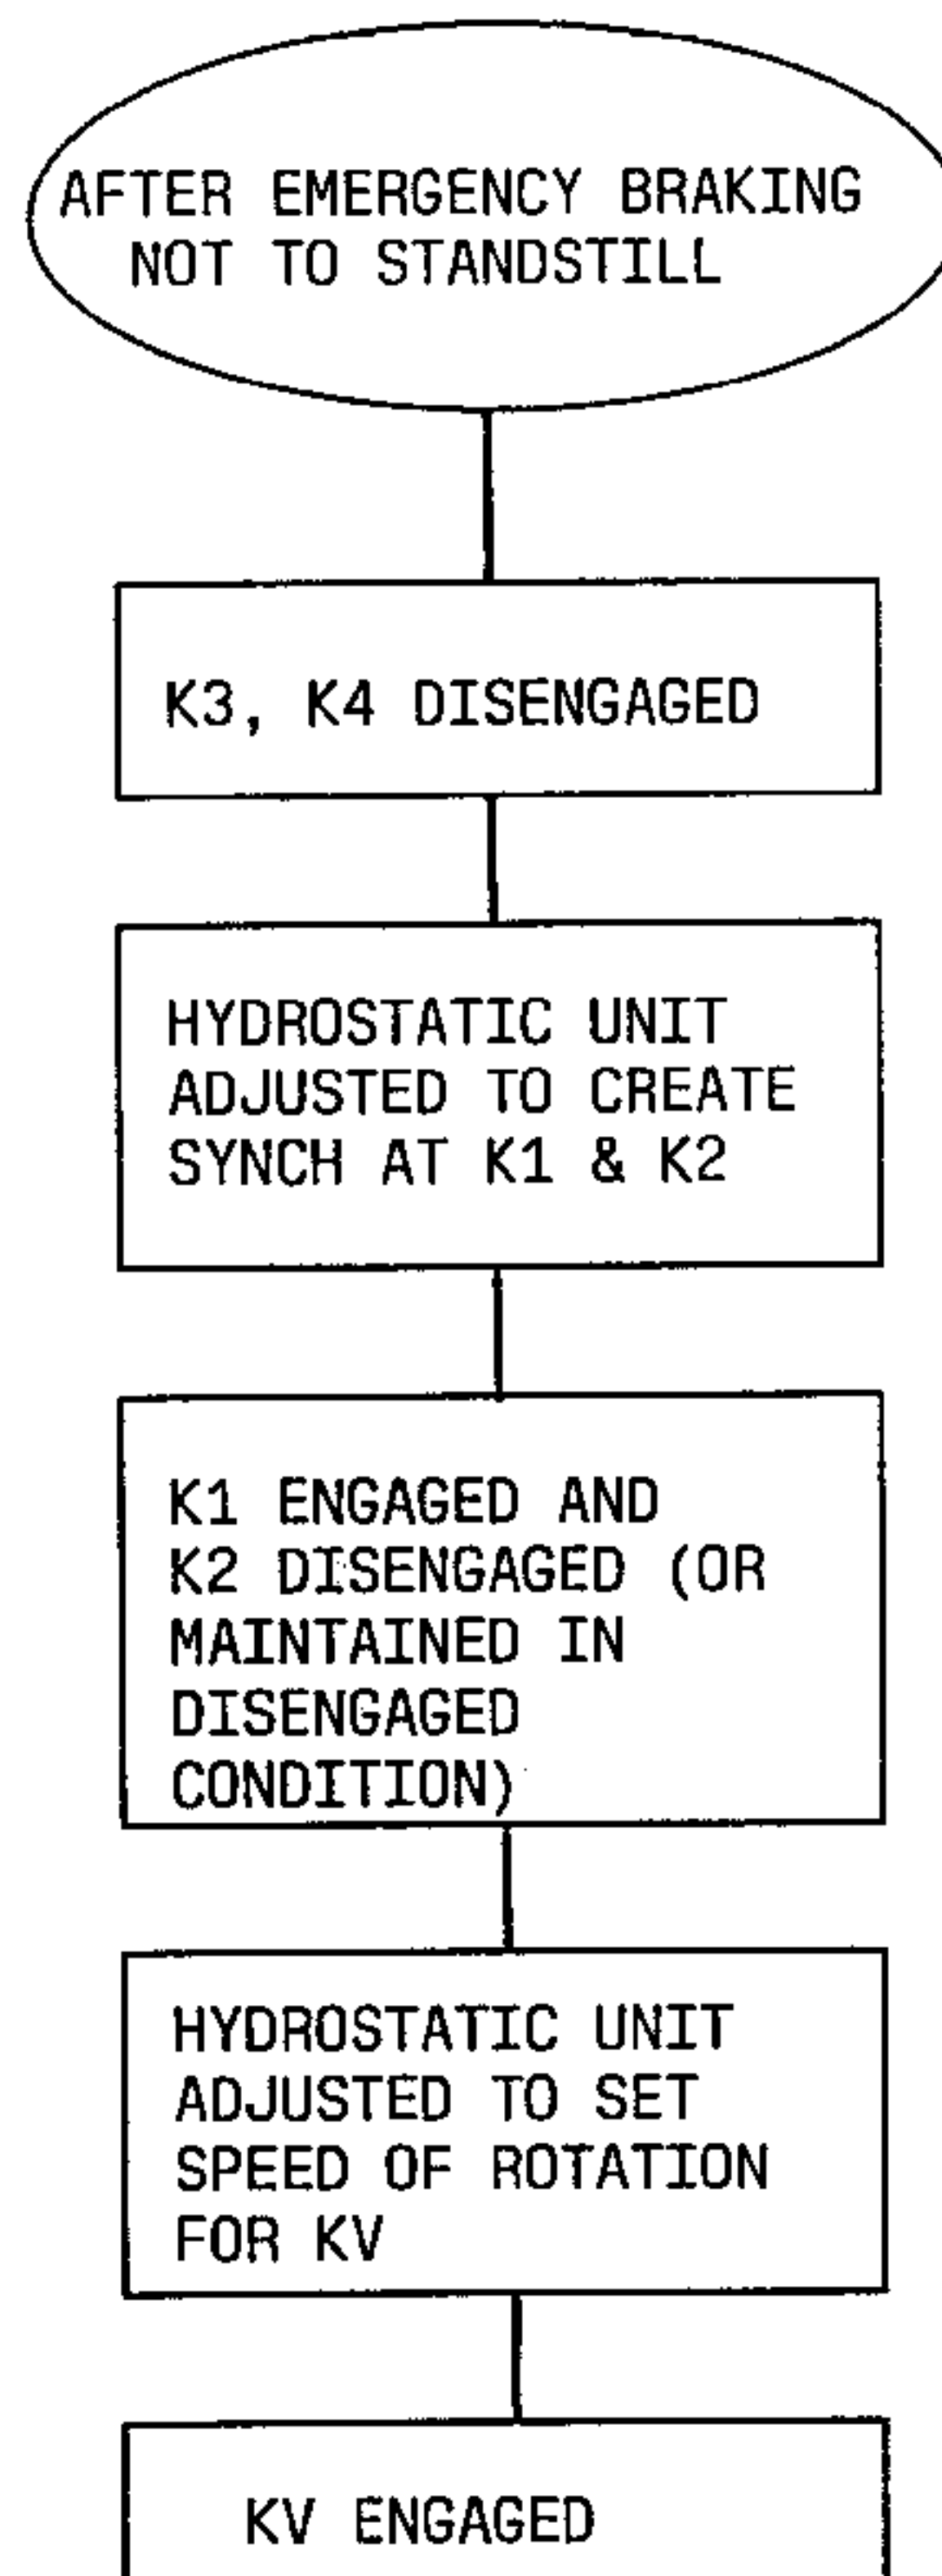 AFTER EMERGENCY BRAKING
NOT TO STANDSTILL
K3, K4 DISENGAGED
HYDROSTATIC UNIT
ADJUSTED TO CREATE
SYNCH AT K1 & K2
K1 ENGAGED AND
K2 DISENGAGED (OR
MAINTAINED IN
DISENGAGED
CONDITION)
HYDROSTATIC UNIT
ADJUSTED TO SET
SPEED OF ROTATION
FOR KV
KV ENGAGED